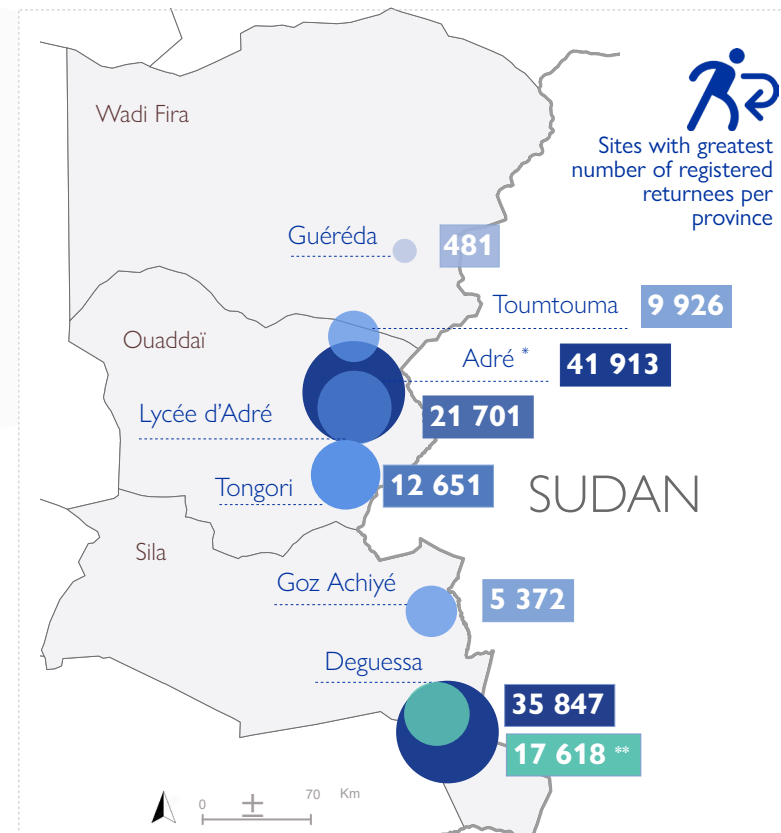 Wadi Fira
Sites with greatest
number of registered
returnees per
province
Guéréda
481
Toumtouma
9 926
Ouaddaï
Adré *
41 913
Lycée d’Adré
21 701
Tongori
12 651
SUDAN
Sila
Goz Achiyé
5 372
Deguessa
35 847
17 618 **
0 ± 70 Km